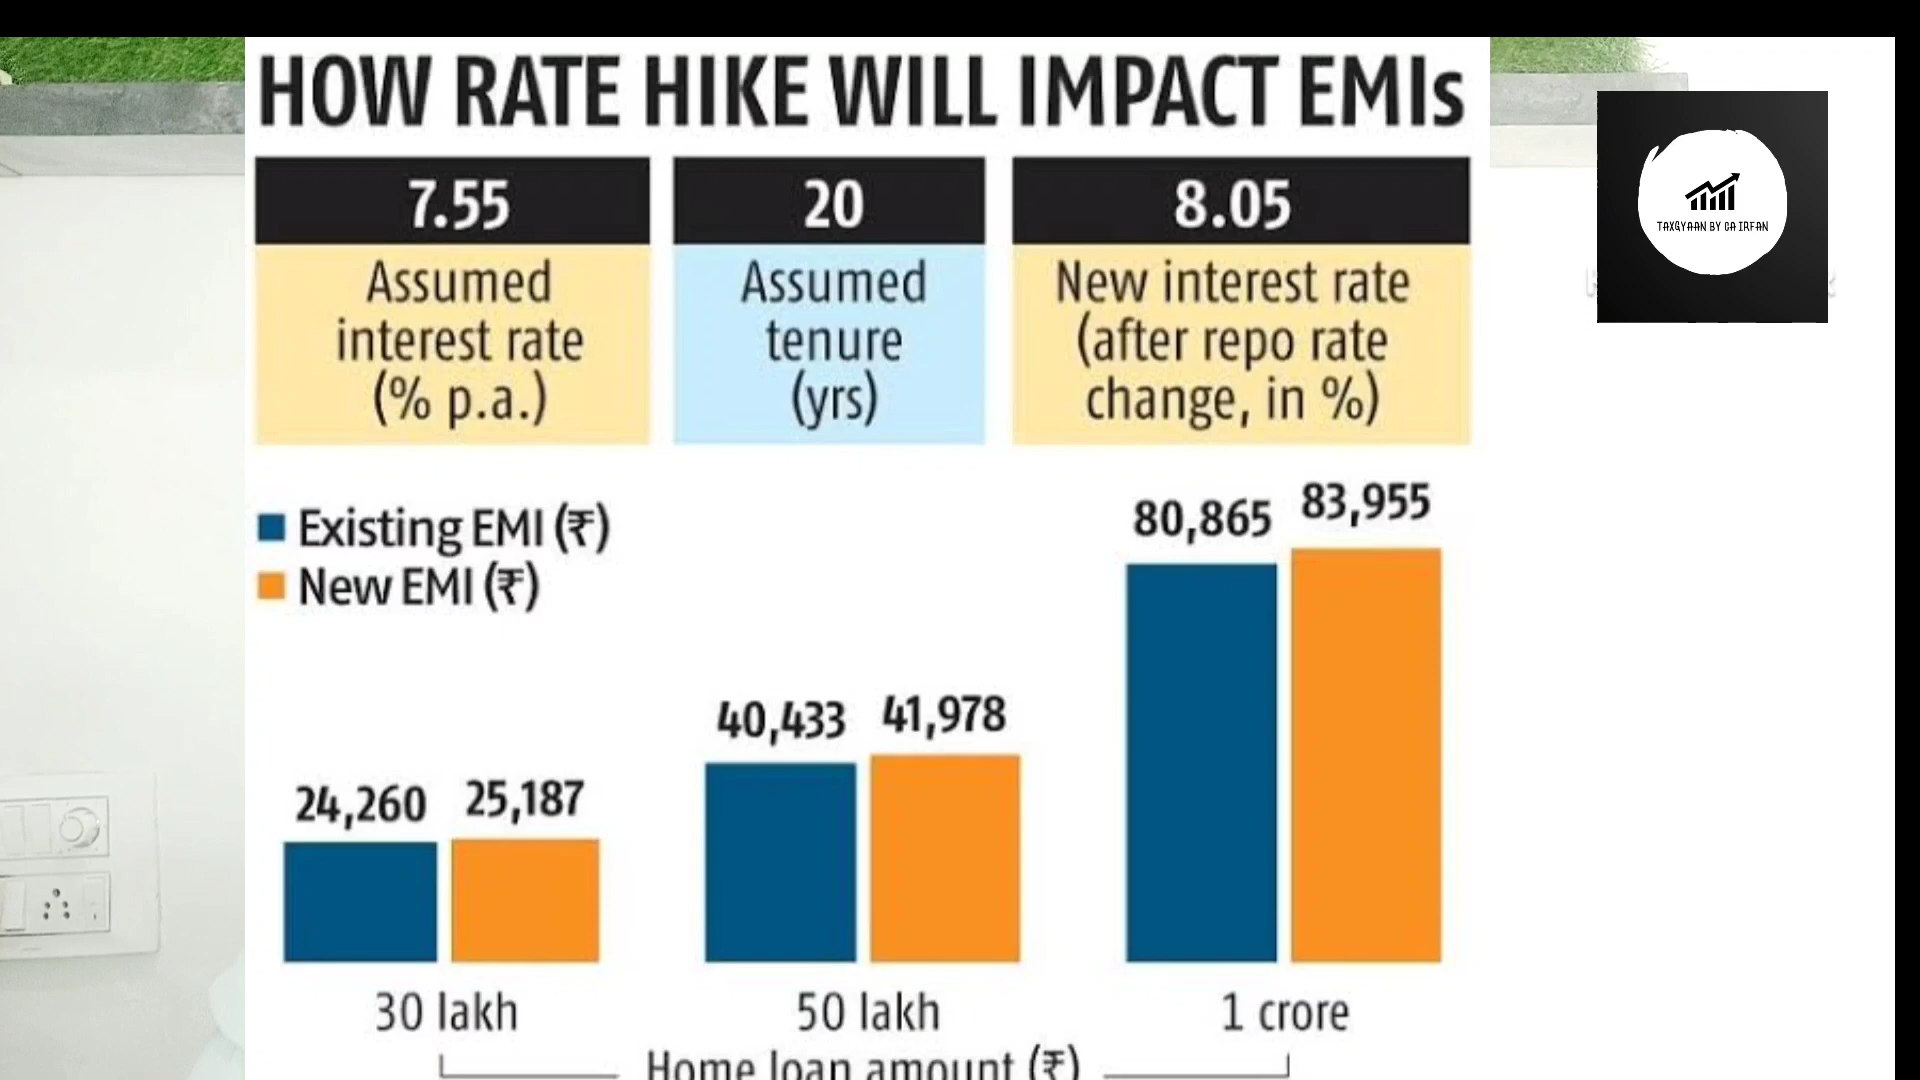 HOW RATE HIKE WILL IMPACT EMIs
7.55
Assumed
interest rate
(% p.a.)
20
Assumed
tenure
(yrs)
8.05
New interest rate
(after repo rate
change, in %)
TAXGYAAN BY CA IRFAN
Existing EMI (₹)
New EMI (₹)
24,260
25,187
40,433
41,978
80,865
83,955
30 lakh
50 lakh
1 crore
Home loan amount (₹)